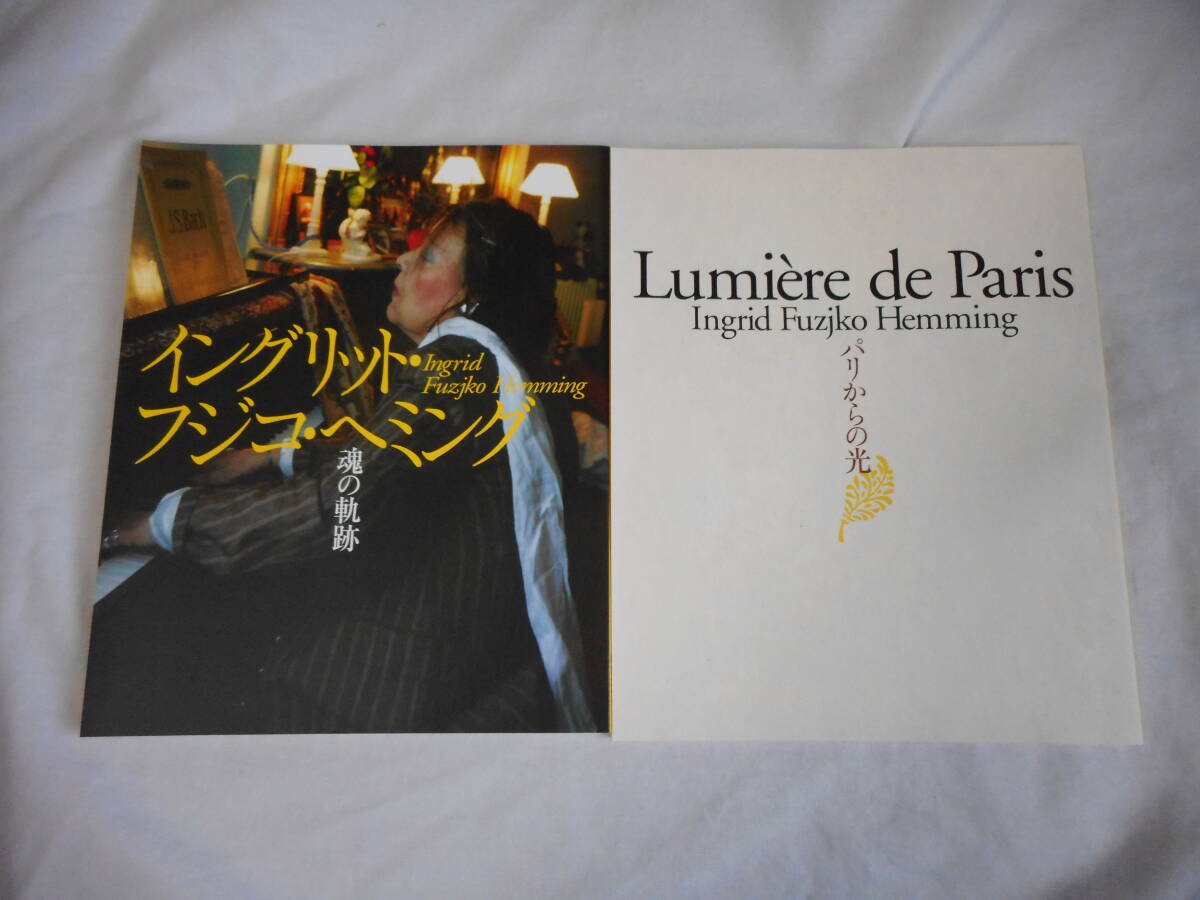 J.S.Bach
イングリット・
フジコ・ヘミング
Ingrid
Fuzjko Hemming
魂の軌跡
Lumière de Paris
Ingrid Fuzjko Hemming
パリからの光